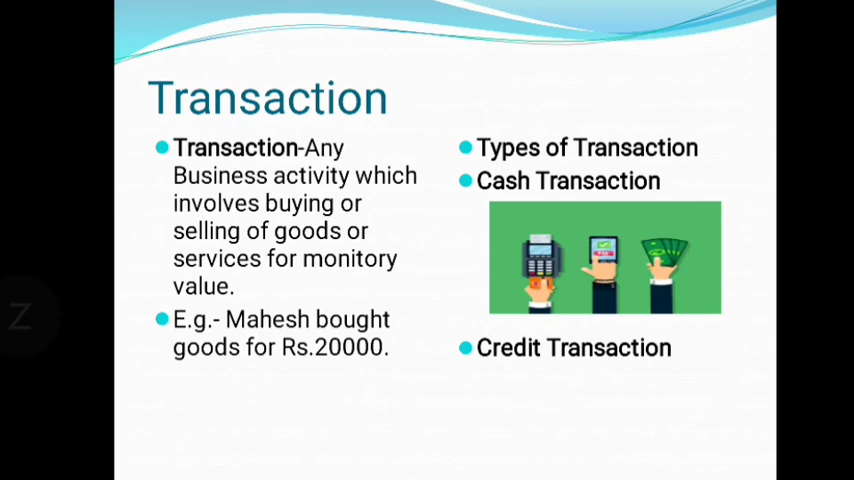 Transaction
Transaction-Any
Business activity which
involves buying or
selling of goods or
services for monitory
value.
E.g.- Mahesh bought
goods for Rs.20000.
Types of Transaction
Cash Transaction
Credit Transaction
Z